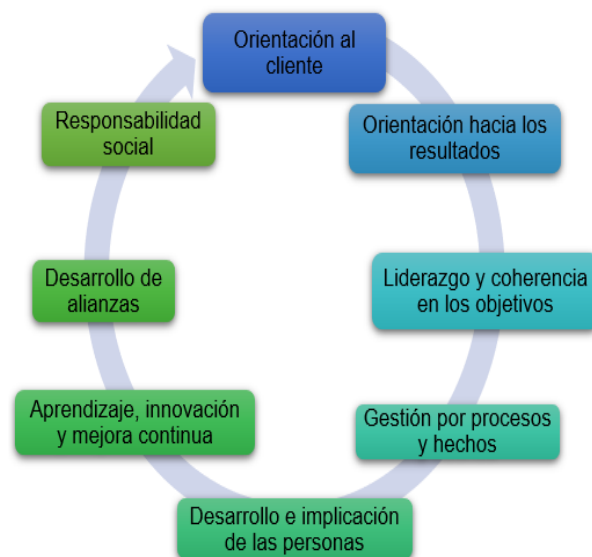 Orientación al
cliente
Orientación hacia los
resultados
Liderazgo y coherencia
en los objetivos
Gestión por procesos
y hechos
Desarrollo e implicación
de las personas
Aprendizaje, innovación
y mejora continua
Desarrollo de
alianzas
Responsabilidad
social